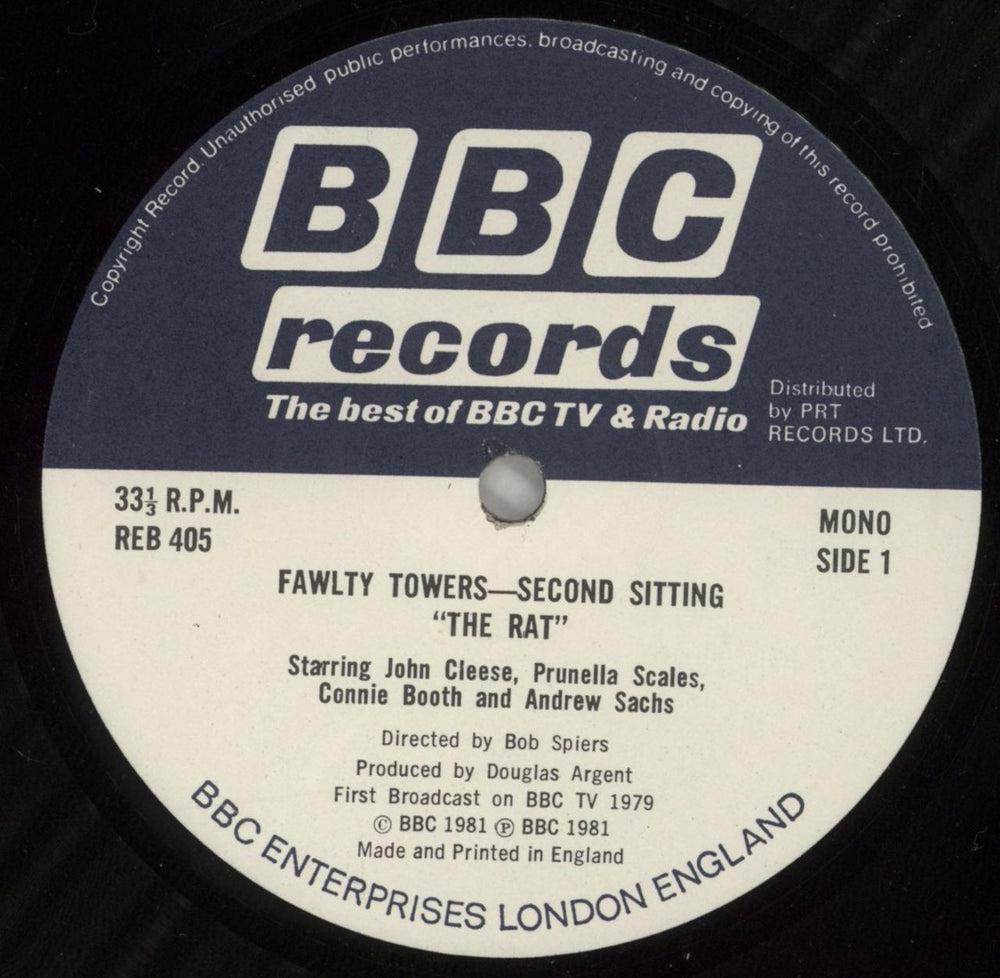 Copyright Record. Unauthorised public performances, broadcasting and copying of this record prohibited
BBC
records
The best of BBC TV & Radio
Distributed
by PRT
RECORDS LTD.
33⅓ R.P.M.
REB 405
MONO
SIDE 1
FAWLTY TOWERS—SECOND SITTING
“THE RAT”
Starring John Cleese, Prunella Scales,
Connie Booth and Andrew Sachs
Directed by Bob Spiers
Produced by Douglas Argent
First Broadcast on BBC TV 1979
© BBC 1981 ℗ BBC 1981
Made and Printed in England
BBC ENTERPRISES LONDON ENGLAND